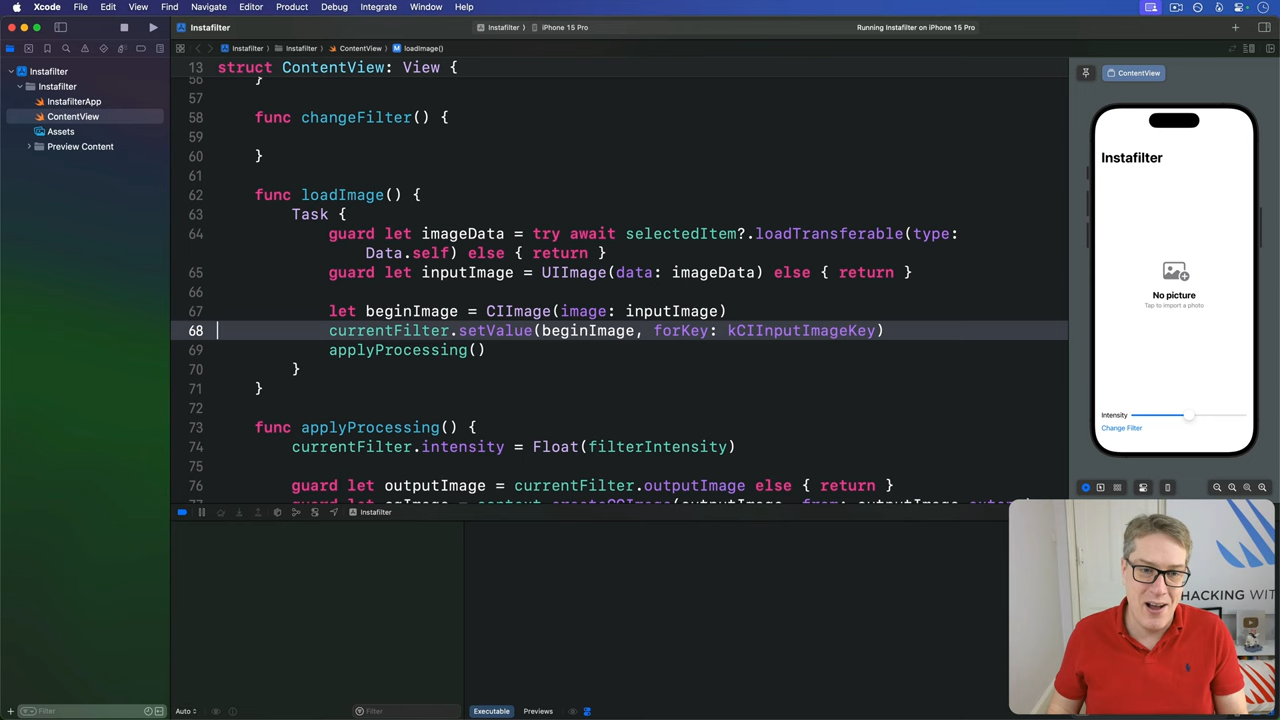 Xcode File Edit View Find Navigate Editor Product Debug Integrate Window Help
Instafilter
Instafilter
iPhone 15 Pro
Running Instafilter on iPhone 15 Pro
Instafilter
Instafilter
ContentView
loadImage()
Instafilter
Instafilter
InstafilterApp
ContentView
Assets
Preview Content
13 struct ContentView: View {
56 }
57
58 func changeFilter() {
59
60 }
61
62 func loadImage() {
63 Task {
64 guard let imageData = try await selectedItem?.loadTransferable(type:
Data.self) else { return }
65 guard let inputImage = UIImage(data: imageData) else { return }
66
67 let beginImage = CIImage(image: inputImage)
68 currentFilter.setValue(beginImage, forKey: kCIInputImageKey)
69 applyProcessing()
70 }
71 }
72
73 func applyProcessing() {
74 currentFilter.intensity = Float(filterIntensity)
75
76 guard let outputImage = currentFilter.outputImage else { return }
ContentView
Instafilter
No picture
Tap to import a photo
Intensity
Change Filter
Instafilter
HACKING WIT
Filter
Auto
Filter
Executable
Previews